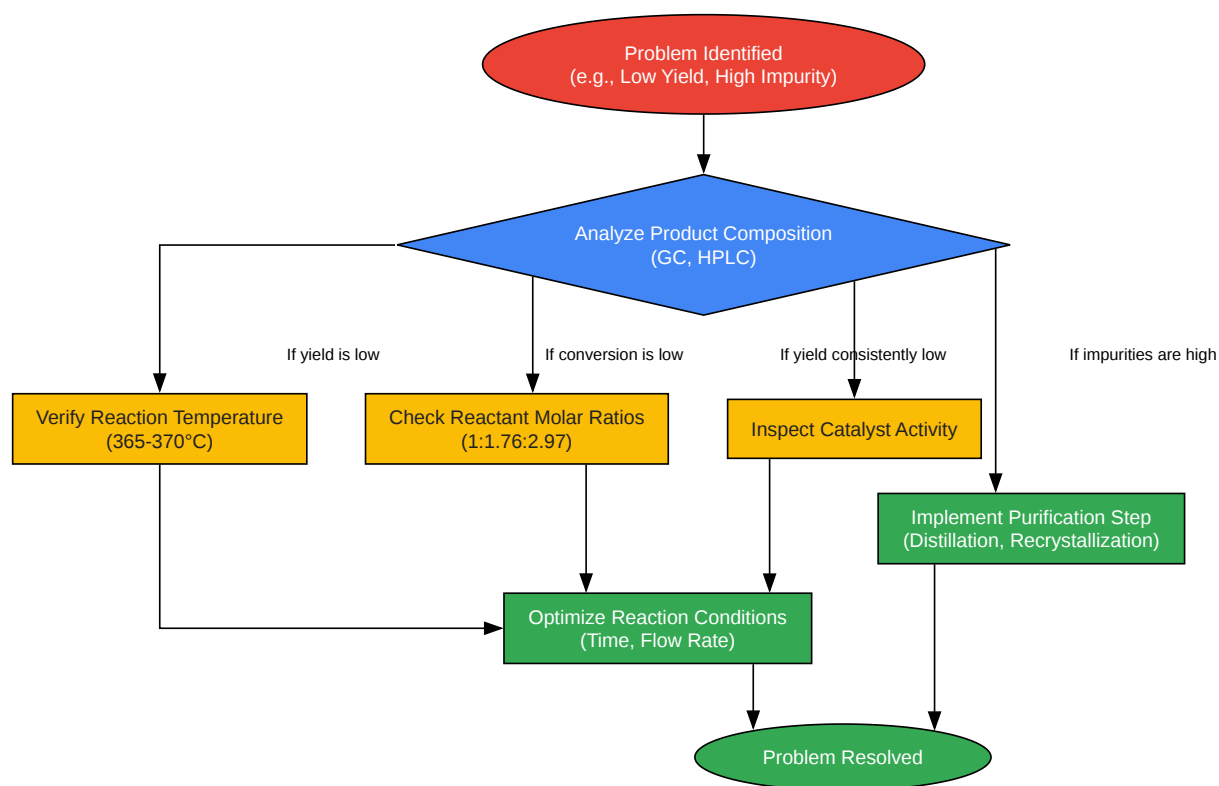 Problem Identified
(e.g., Low Yield, High Impurity)
Analyze Product Composition
(GC, HPLC)
If yield is low
If conversion is low
If yield consistently low
If impurities are high
Verify Reaction Temperature
(365-370°C)
Check Reactant Molar Ratios
(1:1.76:2.97)
Inspect Catalyst Activity
Implement Purification Step
(Distillation, Recrystallization)
Optimize Reaction Conditions
(Time, Flow Rate)
Problem Resolved